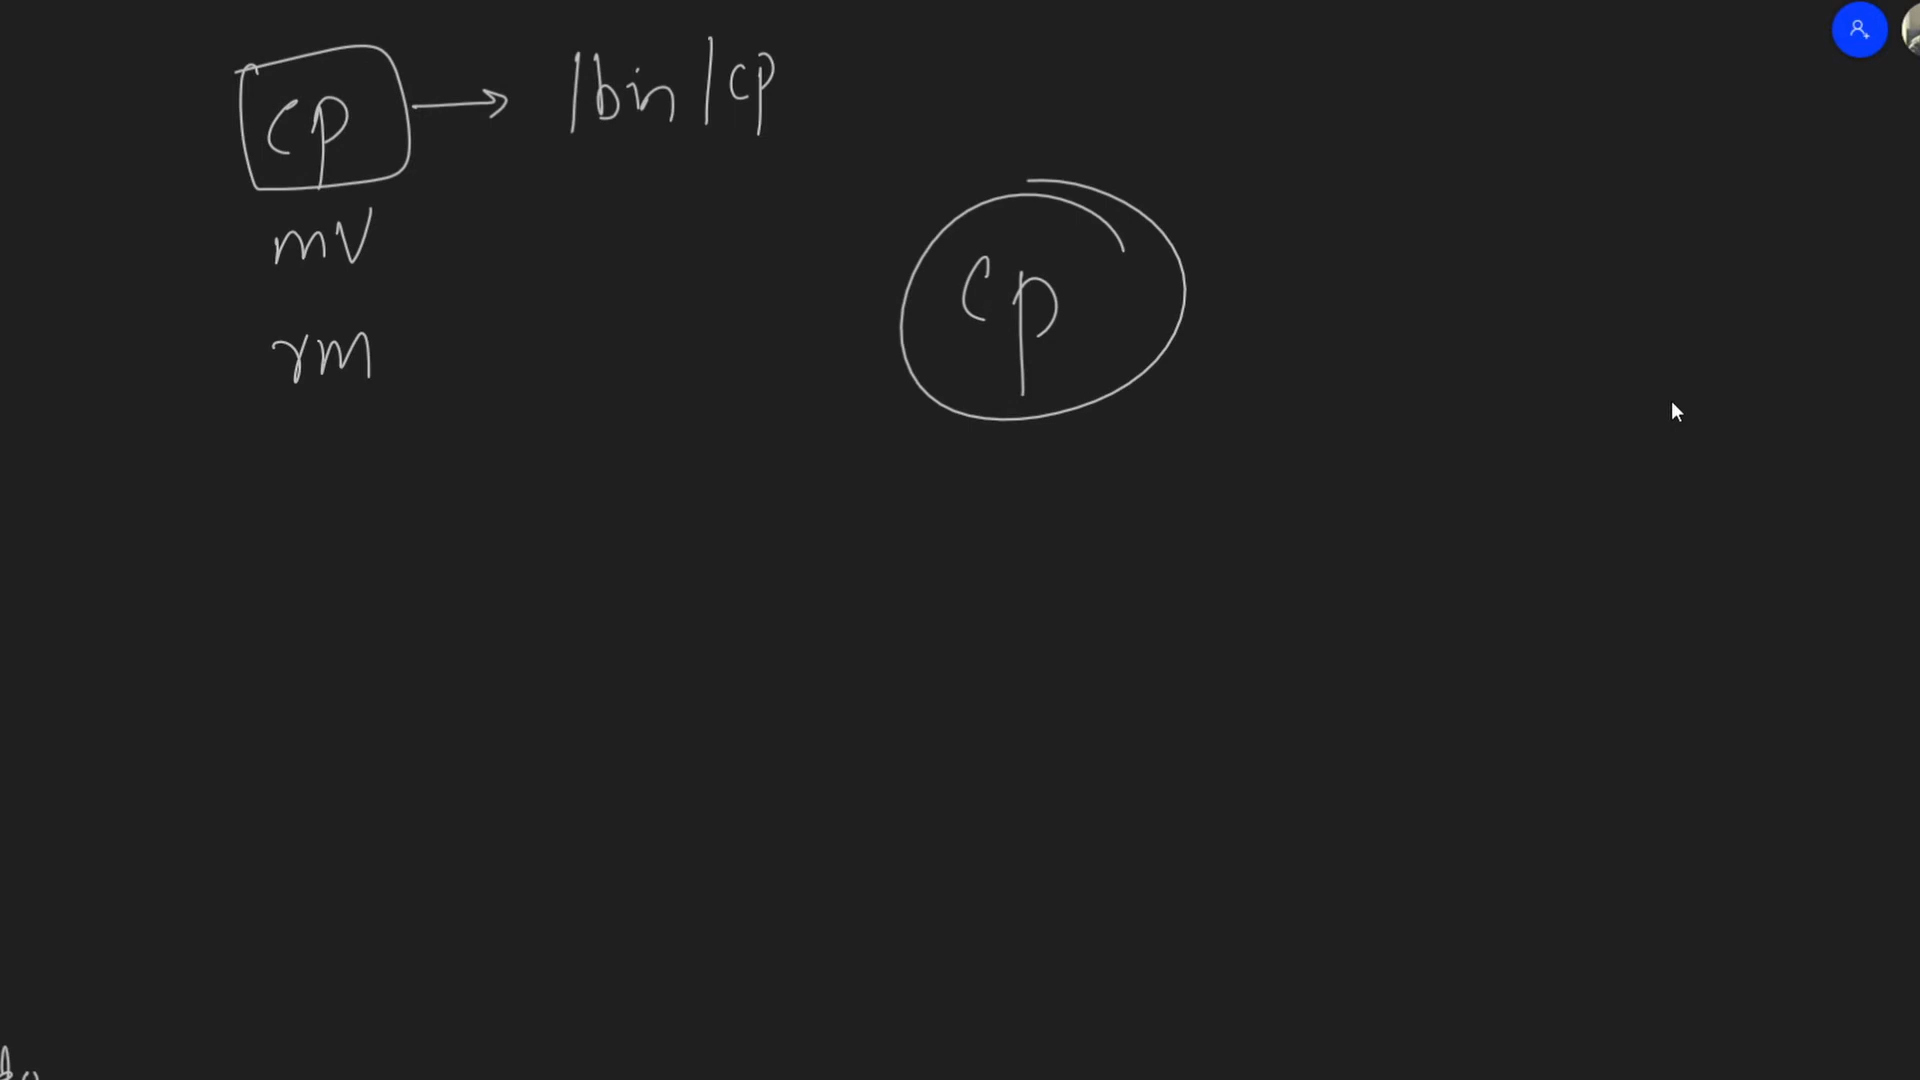 cp → /bin/cp
mv
cp
rm